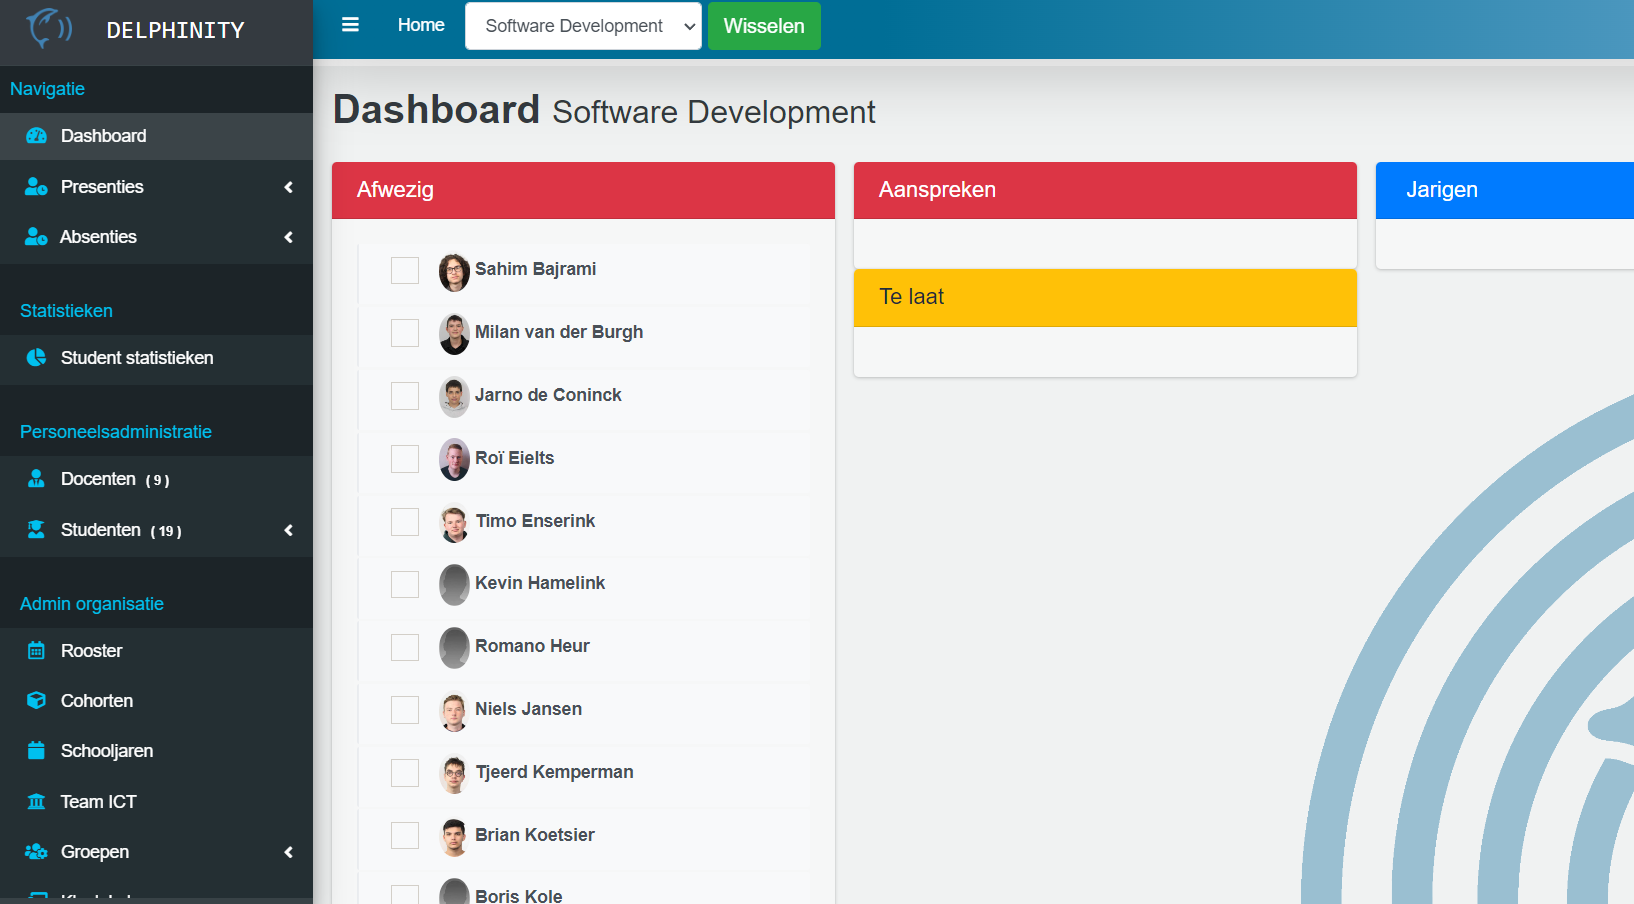 DELPHINITY
Home
Software Development
Wisselen
Navigatie
Dashboard
Presenties
Absenties
Statistieken
Student statistieken
Personeelsadministratie
Docenten ( 9 )
Studenten ( 19 )
Admin organisatie
Rooster
Cohorten
Schooljaren
Team ICT
Groepen
Dashboard Software Development
Afwezig
Sahim Bajrami
Milan van der Burgh
Jarno de Coninck
Roï Eielts
Timo Enserink
Kevin Hamelink
Romano Heur
Niels Jansen
Tjeerd Kemperman
Brian Koetsier
Boris Kole
Aanspreken
Te laat
Jarigen